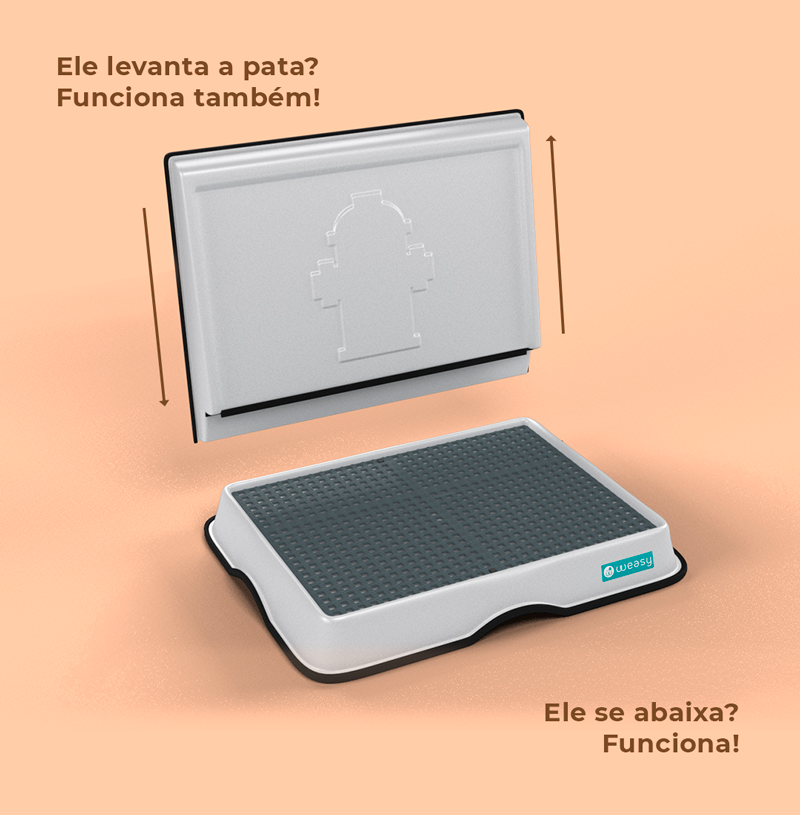 Ele levanta a pata?
Funciona também!
weasy
Ele se abaixa?
Funciona!